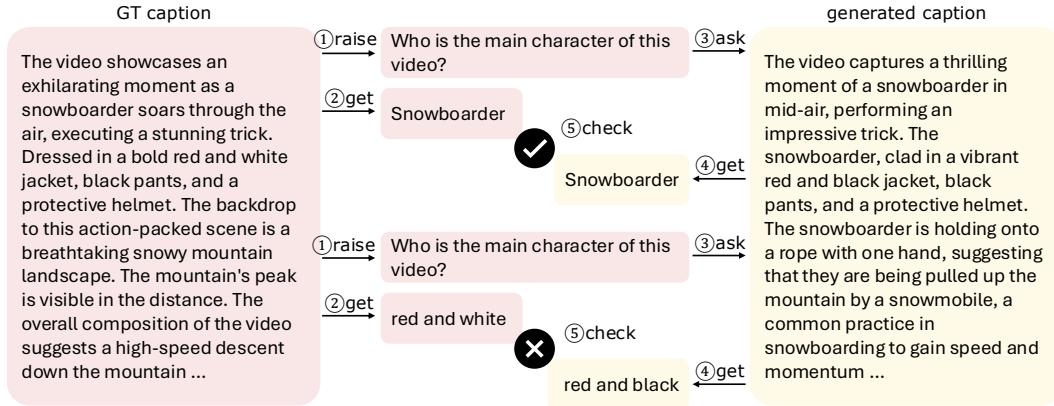 GT caption
The video showcases an
exhilarating moment as a
snowboarder soars through the
air, executing a stunning trick.
Dressed in a bold red and white
jacket, black pants, and a
protective helmet. The backdrop
to this action-packed scene is a
breathtaking snowy mountain
landscape. The mountain's peak
is visible in the distance. The
overall composition of the video
suggests a high-speed descent
down the mountain ...
①raise
Who is the main character of this
video?
③ask
②get
Snowboarder
⑤check
Snowboarder
④get
①raise
Who is the main character of this
video?
③ask
②get
red and white
⑤check
red and black
④get
generated caption
The video captures a thrilling
moment of a snowboarder in
mid-air, performing an
impressive trick. The
snowboarder, clad in a vibrant
red and black jacket, black
pants, and a protective helmet.
The snowboarder is holding onto
a rope with one hand, suggesting
that they are being pulled up the
mountain by a snowmobile, a
common practice in
snowboarding to gain speed and
momentum ...